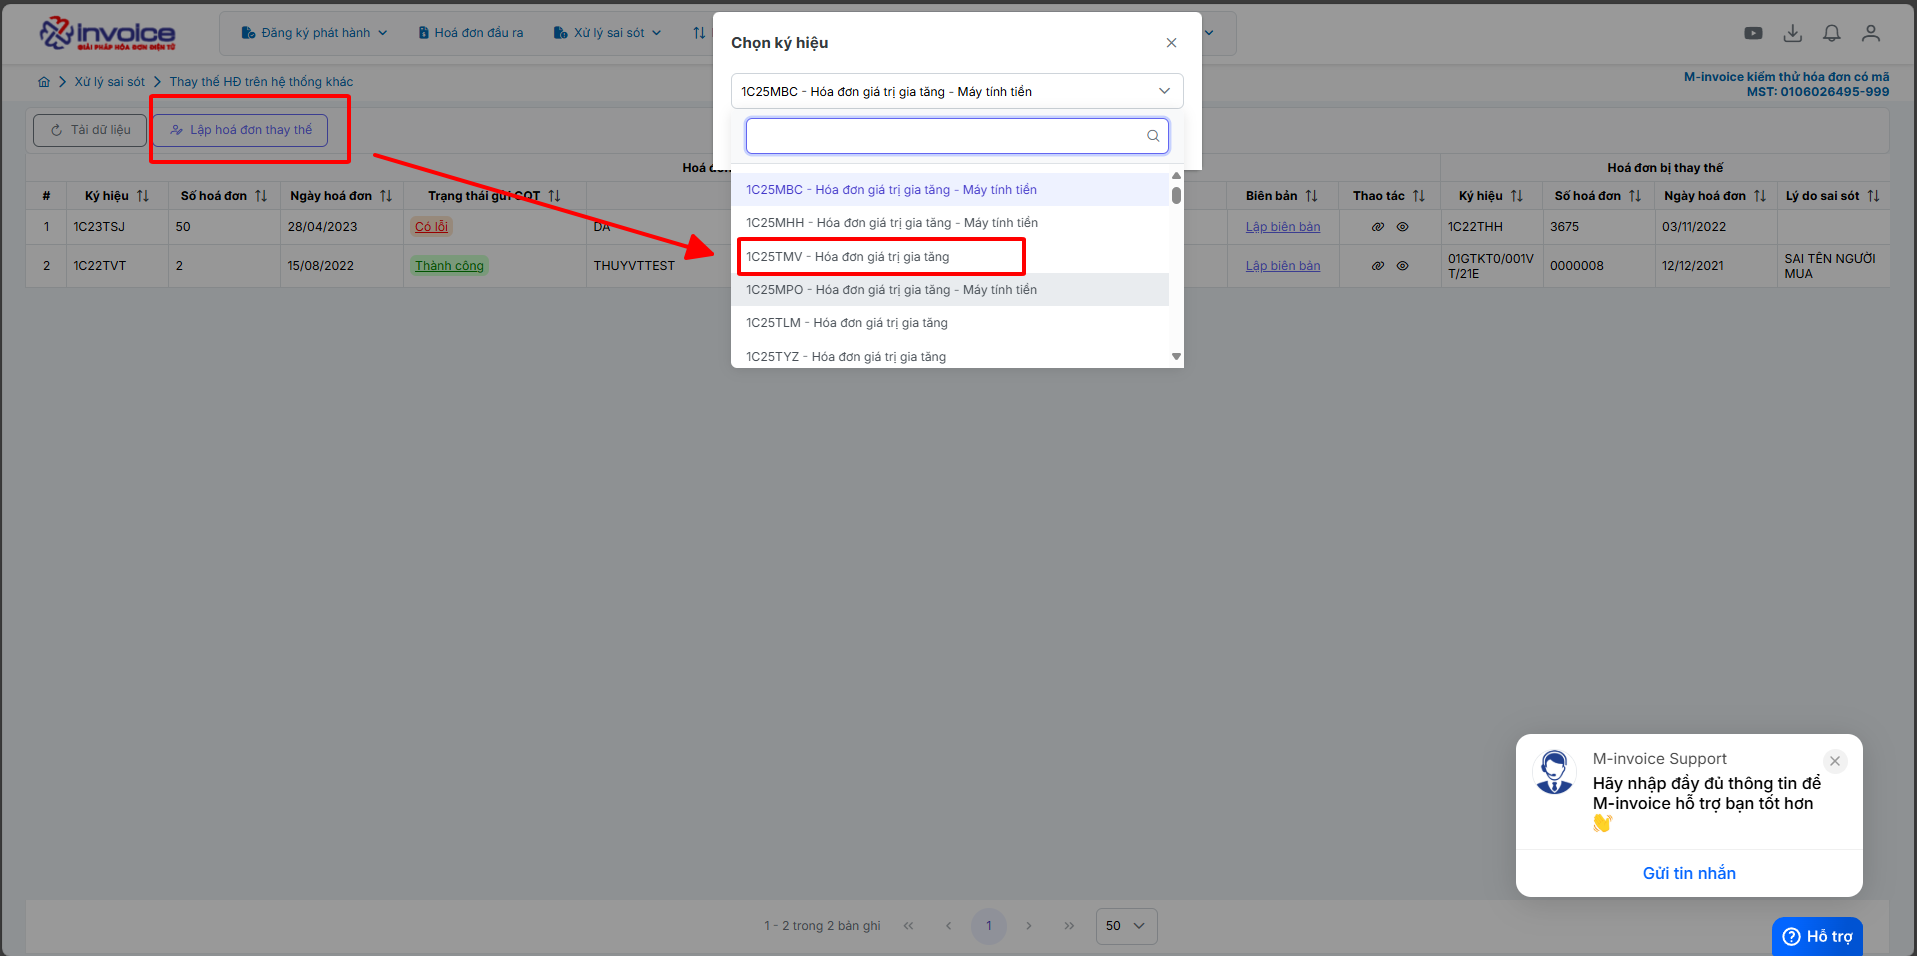 invoice
GIẢI PHÁP HÓA ĐƠN ĐIỆN TỬ
Đăng ký phát hành
Hoá đơn đầu ra
Xử lý sai sót
Chọn ký hiệu
Xử lý sai sót
Thay thế HĐ trên hệ thống khác
M-invoice kiểm thử hóa đơn có mã
MST: 0106026495-999
1C25MBC - Hóa đơn giá trị gia tăng - Máy tính tiền
Tải dữ liệu
Lập hoá đơn thay thế
Hoá đơn bị thay thế
# Ký hiệu Số hoá đơn Ngày hoá đơn Trạng thái gửi CQT Biên bản Thao tác Ký hiệu Số hoá đơn Ngày hoá đơn Lý do sai sót
1 1C23TSJ 50 28/04/2023 Có lỗi DA Lập biên bản 1C22THH 3675 03/11/2022
2 1C22TVT 2 15/08/2022 Thành công THUYVTTEST Lập biên bản 01GTKT0/001V 0000008 12/12/2021 SAI TÊN NGƯỜI
T/21E MUA
1C25MBC - Hóa đơn giá trị gia tăng - Máy tính tiền
1C25MHH - Hóa đơn giá trị gia tăng - Máy tính tiền
1C25TMV - Hóa đơn giá trị gia tăng
1C25MPO - Hóa đơn giá trị gia tăng - Máy tính tiền
1C25TLM - Hóa đơn giá trị gia tăng
1C25TYZ - Hóa đơn giá trị gia tăng
M-invoice Support
Hãy nhập đầy đủ thông tin để
M-invoice hỗ trợ bạn tốt hơn
👋
Gửi tin nhắn
1 - 2 trong 2 bản ghi
1
50
Hỗ trợ